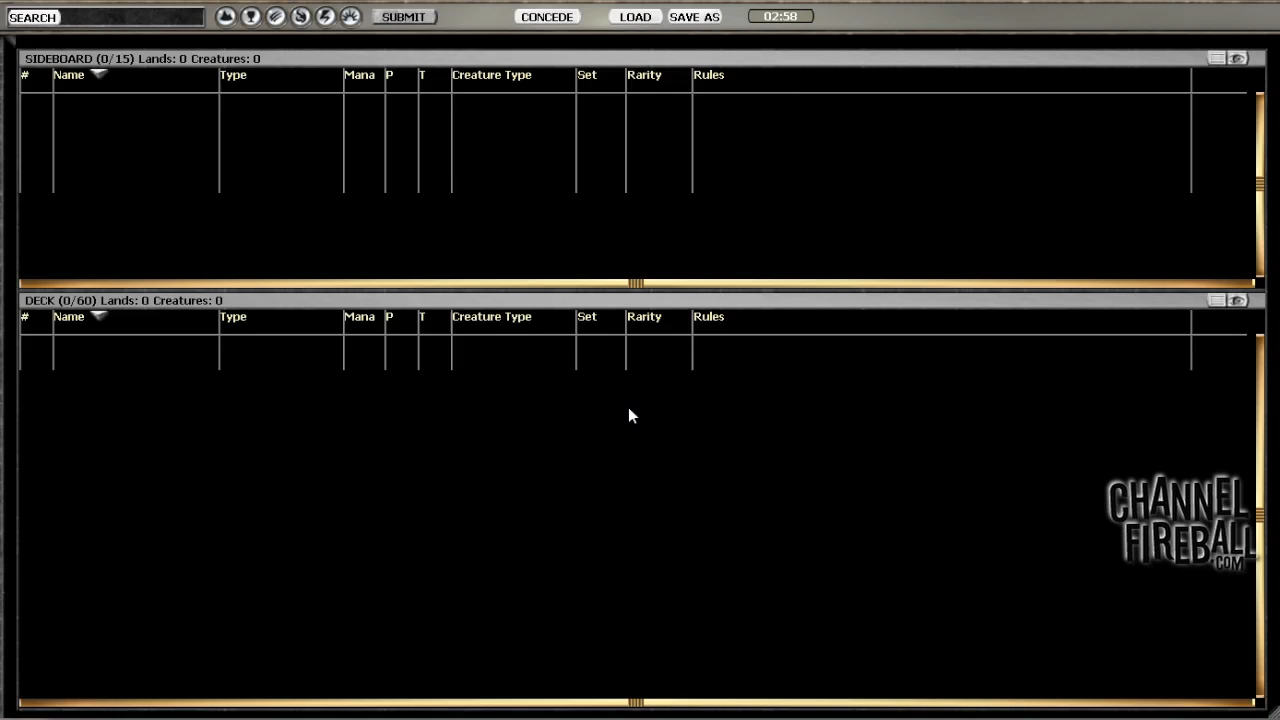 SEARCH SUBMIT CONCEDE LOAD SAVE AS 02:58
SIDEBOARD (0/15) Lands: 0 Creatures: 0
# Name Type Mana P T Creature Type Set Rarity Rules
DECK (0/60) Lands: 0 Creatures: 0
# Name Type Mana P T Creature Type Set Rarity Rules
CHANNEL
FIREBALL
.COM